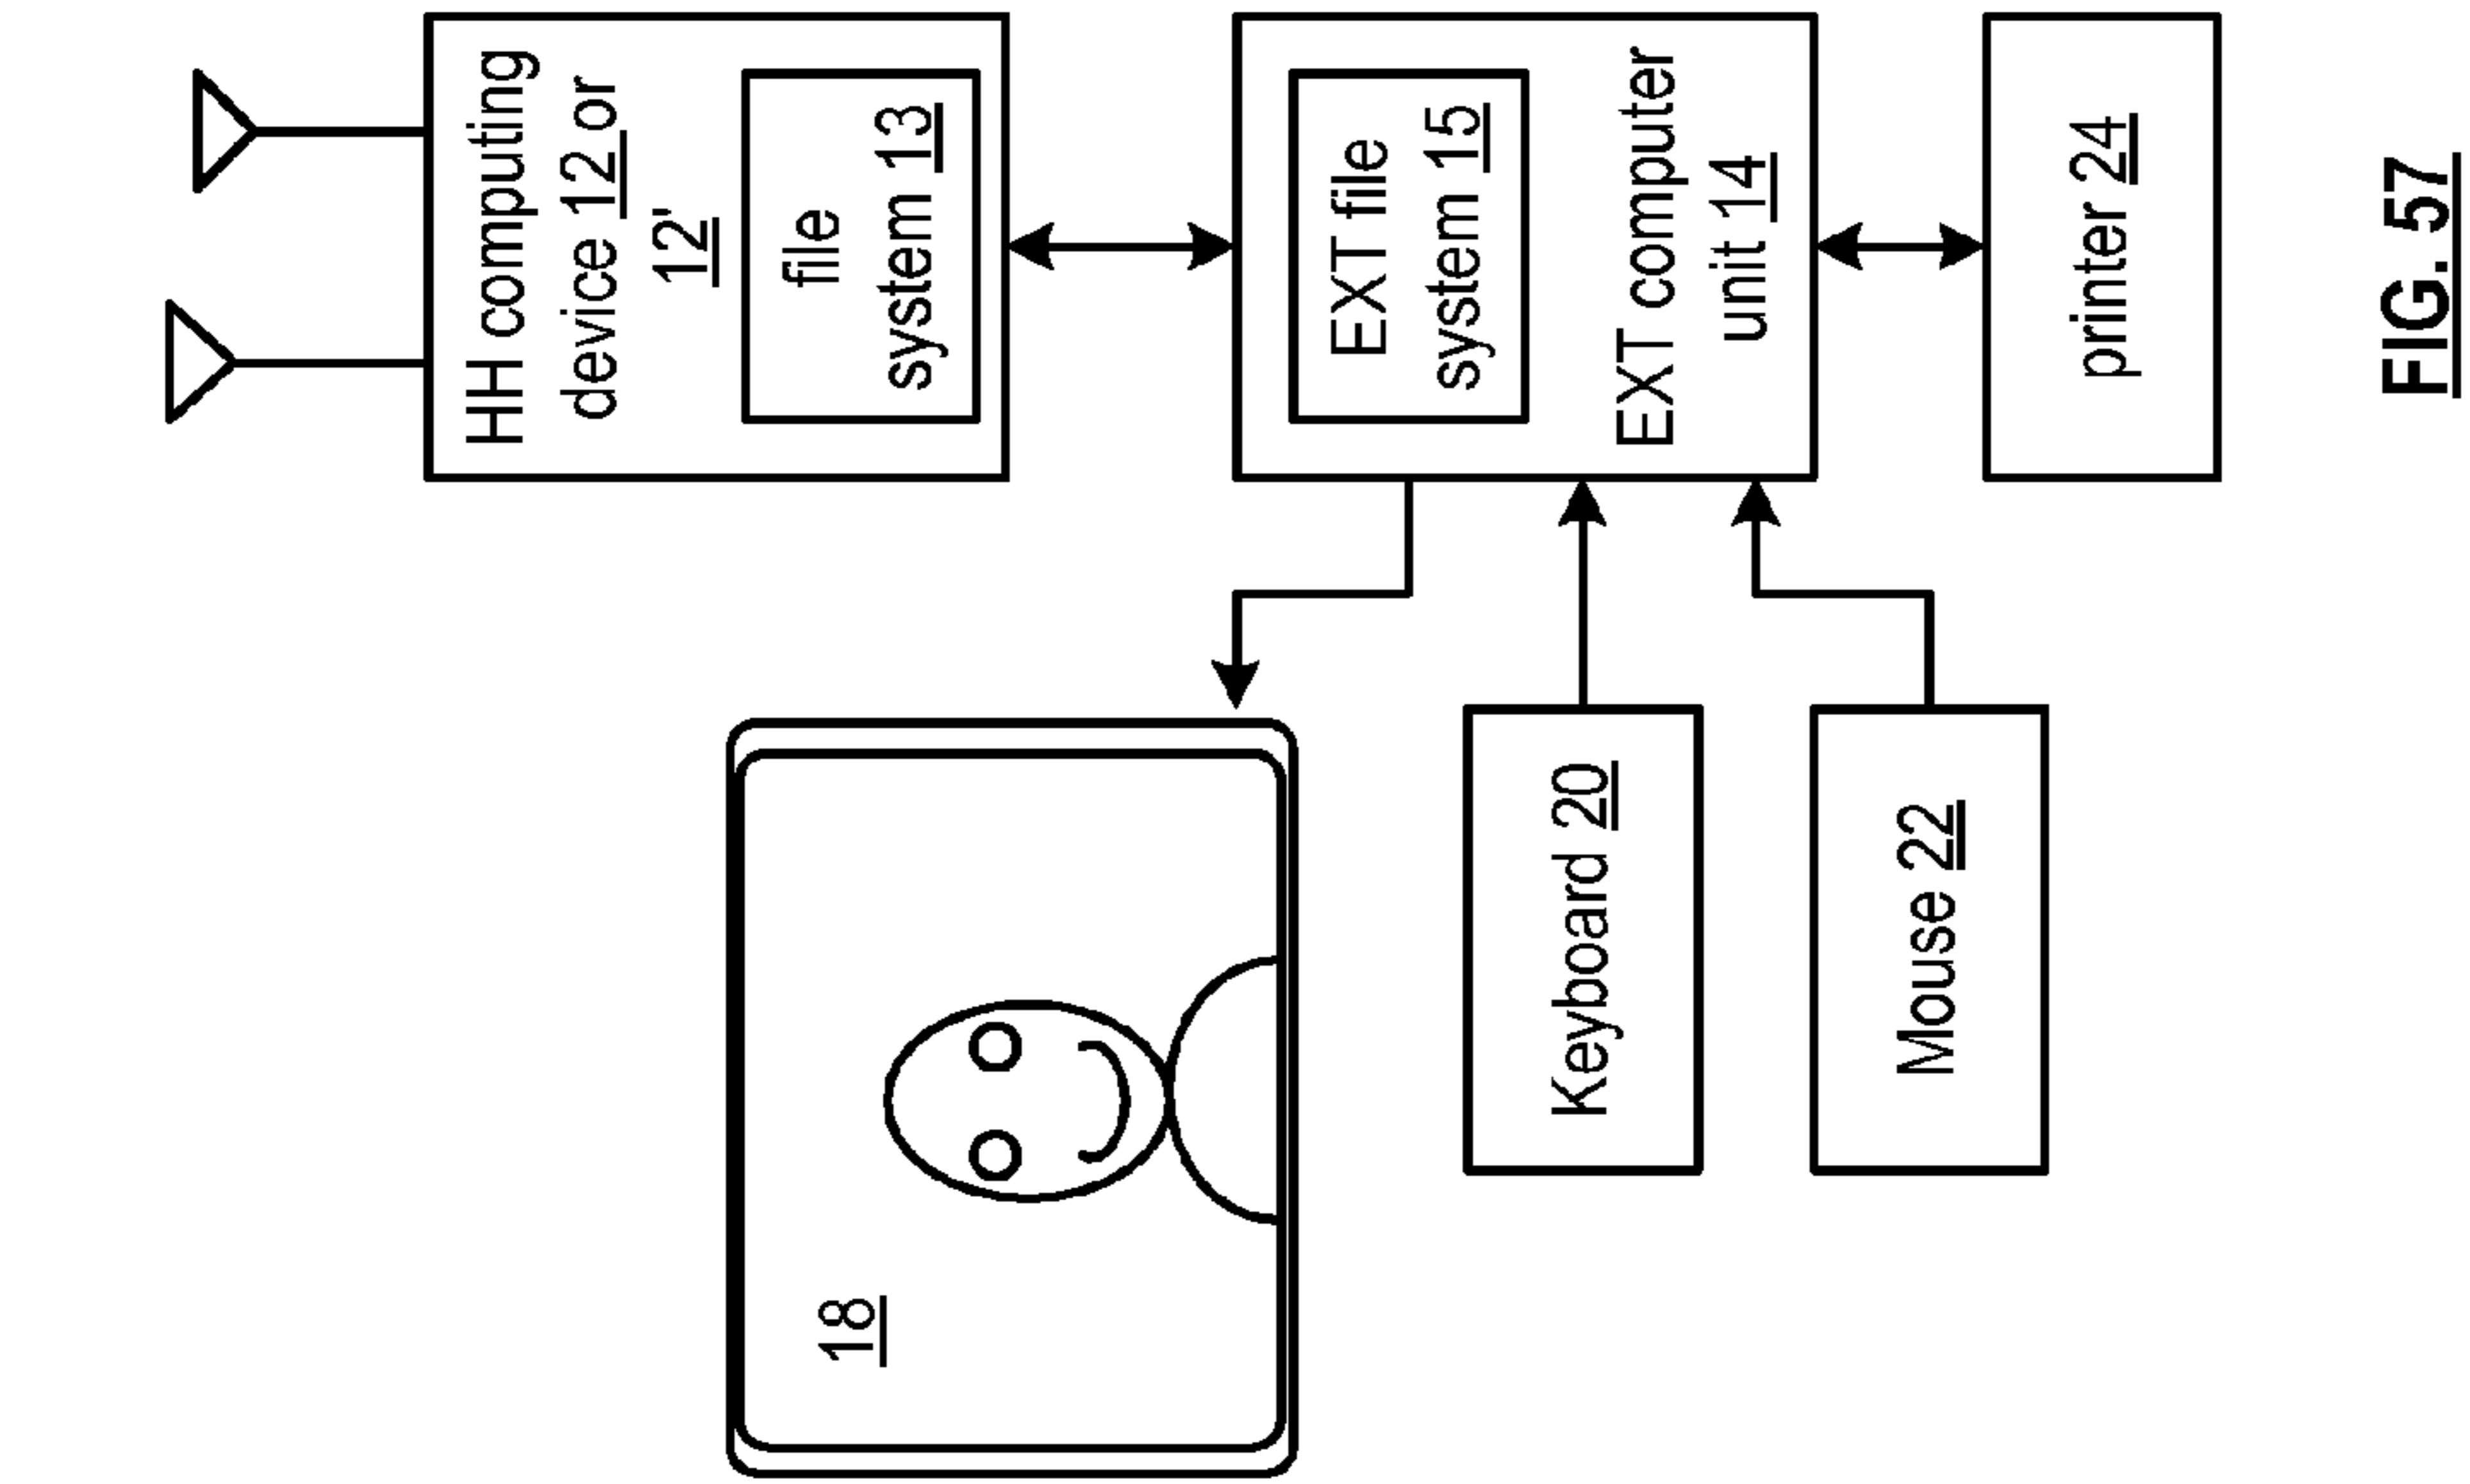 HH computing
device 12 or
12'
file
system 13
EXT file
system 15
EXT computer
unit 14
printer 24
18
Keyboard 20
Mouse 22
FIG. 57